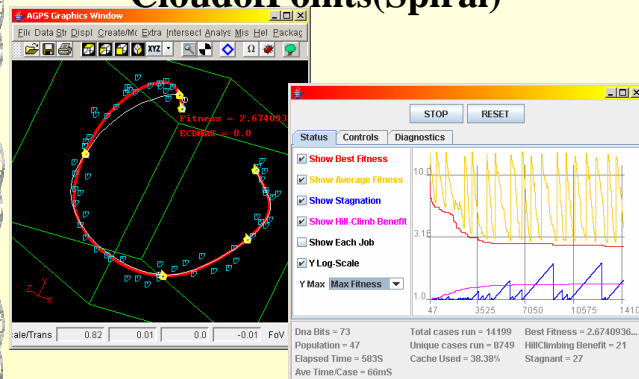 CloudofPoints(Spiral)
AGPS Graphics Window
File Data Str Displ Create/Mc Extra Intersect Analys Mis Hel Packag
XYZ
Ω
Fitness = 2.674093
ECDMAX = 0.0
Z Y X
ale/Trans 0.82 0.01 0.0 -0.01 FoV
STOP RESET
Status Controls Diagnostics
Show Best Fitness
Show Average Fitness
Show Stagnation
Show Hill-Climb Benefit
Show Each Job
Y Log-Scale
Y Max Max Fitness
10.0
3.16
1.0
47 3525 7050 10575 1410
Dna Bits = 73 Total cases run = 14199 Best Fitness = 2.6740936...
Population = 47 Unique cases run = 8749 HillClimbing Benefit = 21
Elapsed Time = 583S Cache Used = 38.38% Stagnant = 27
Ave Time/Case = 66mS